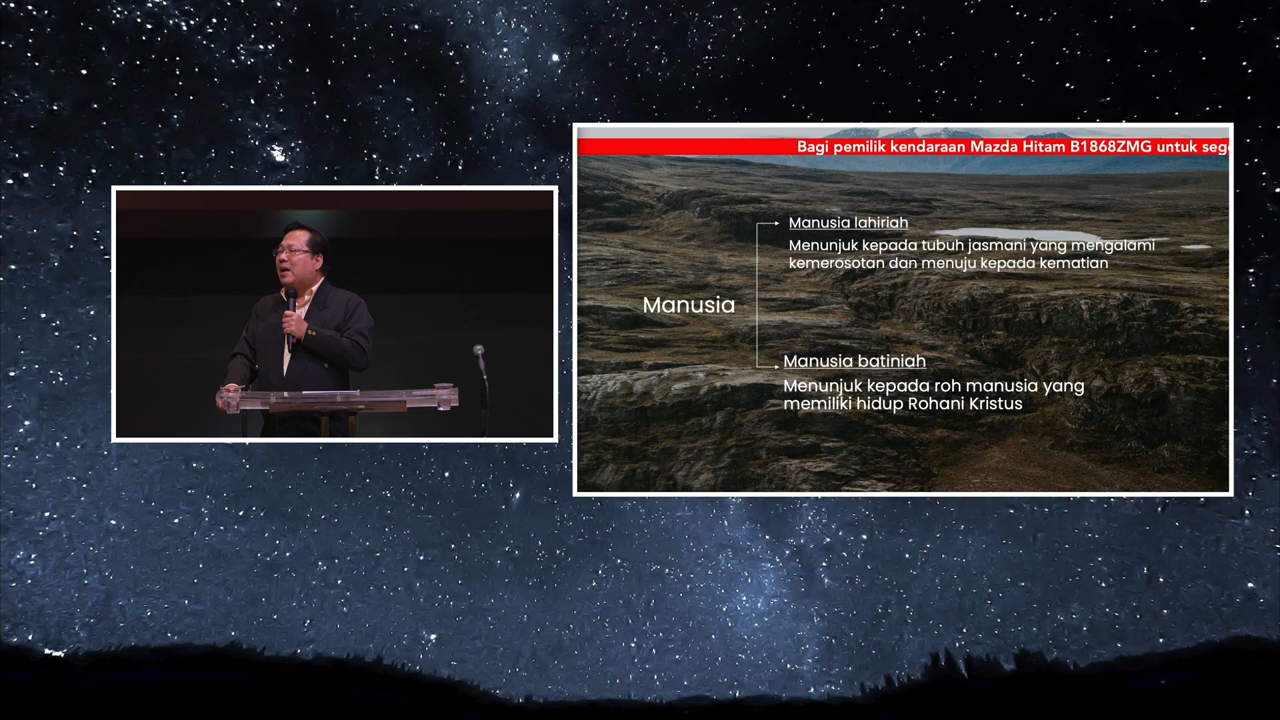 Bagi pemilik kendaraan Mazda Hitam B1868ZMG untuk
Manusia lahiriah
Menunjuk kepada tubuh jasmani yang mengalami
kemerosotan dan menuju kepada kematian
Manusia
Manusia batiniah
Menunjuk kepada roh manusia yang
memiliki hidup Rohani Kristus